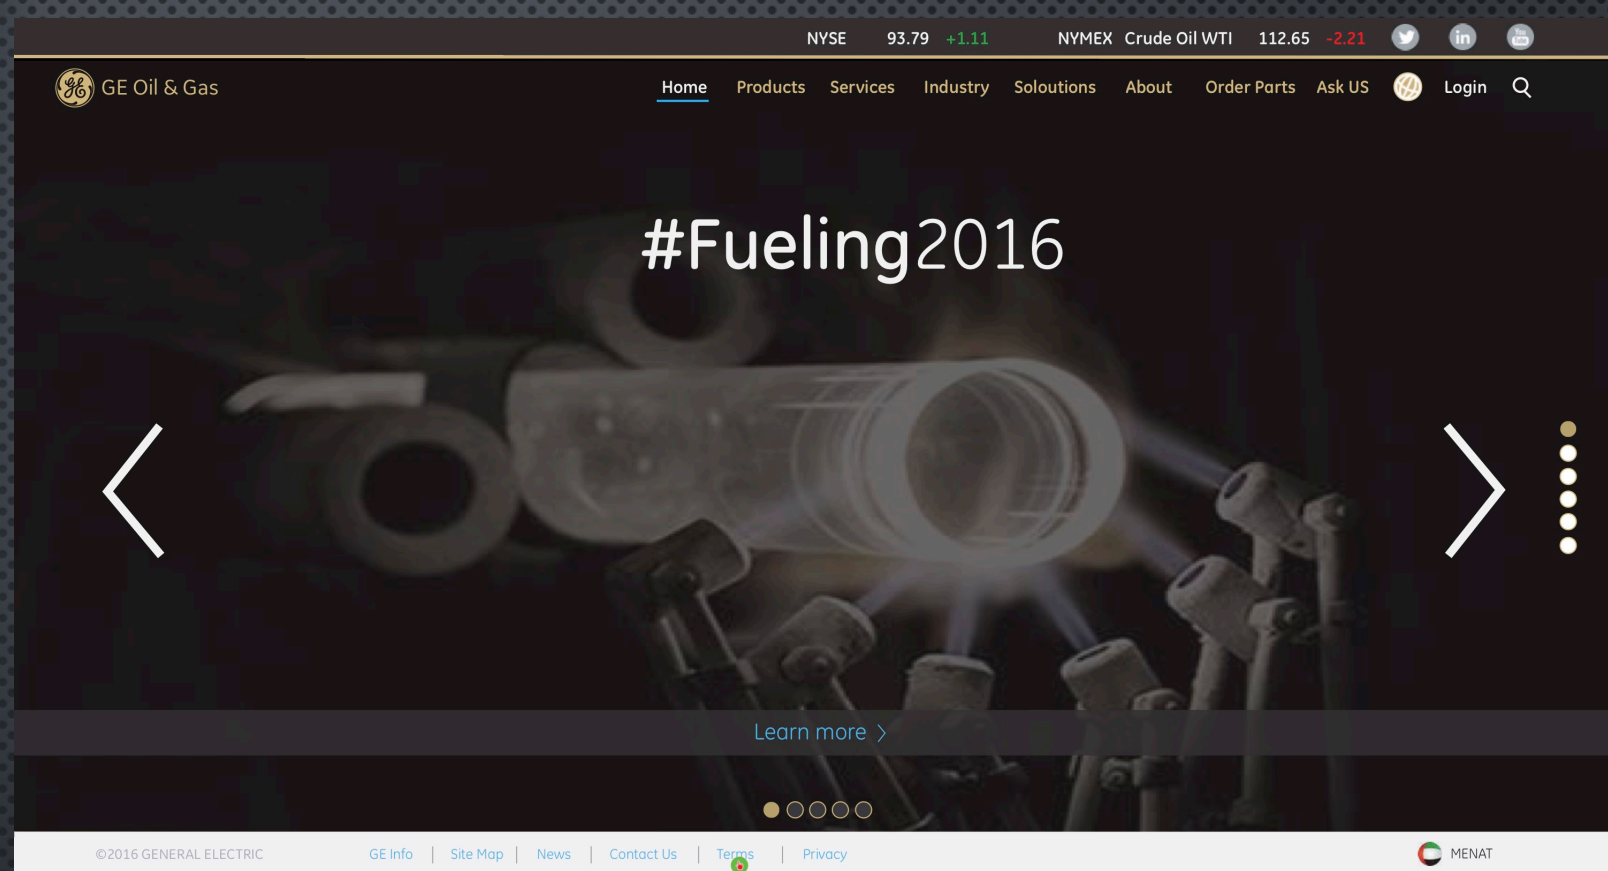 NYSE 93.79 +1.11 NYMEX Crude Oil WTI 112.65 -2.21 You Tube
GE Oil & Gas Home Products Services Industry Soloutions About Order Parts Ask US Login
#Fueling2016
Learn more
©2016 GENERAL ELECTRIC GE Info | Site Map | News | Contact Us | Terms | Privacy MENAT